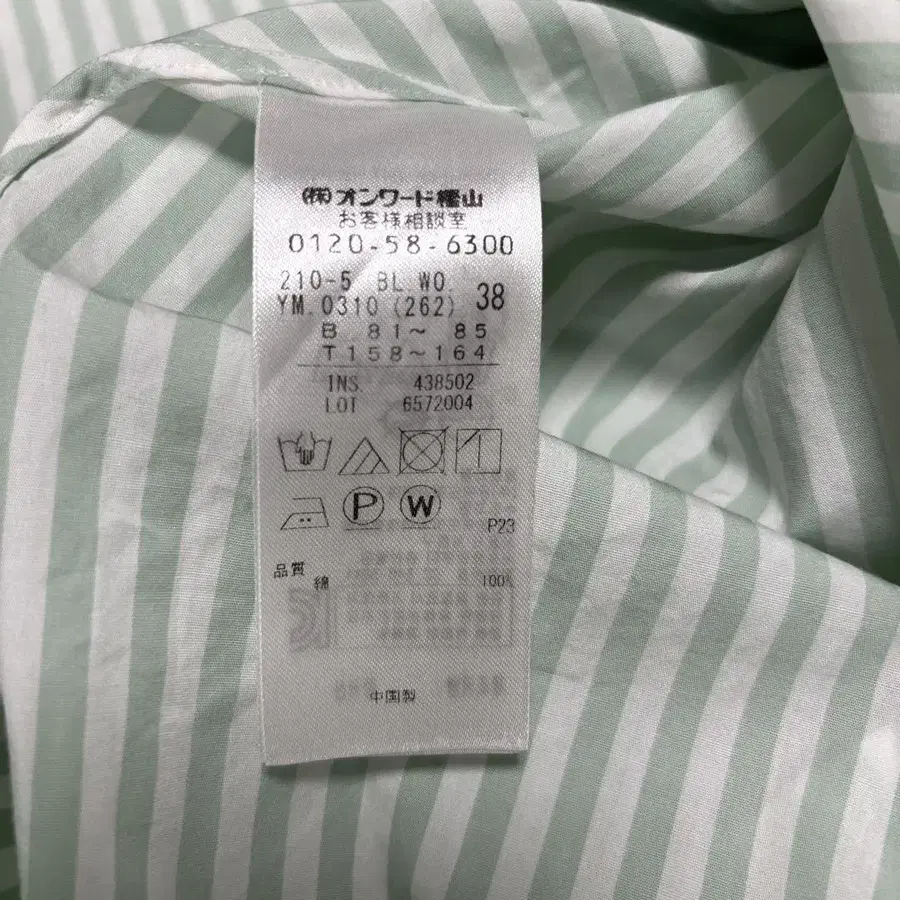 (株)オンワード樫山
お客様相談室
0120-58-6300
210-5 BL.WO.
YM.0310(262) 38
B 81～ 85
T158～164
INS 438502
LOT 6572004
P W
P23
品質
綿 100%
中国製